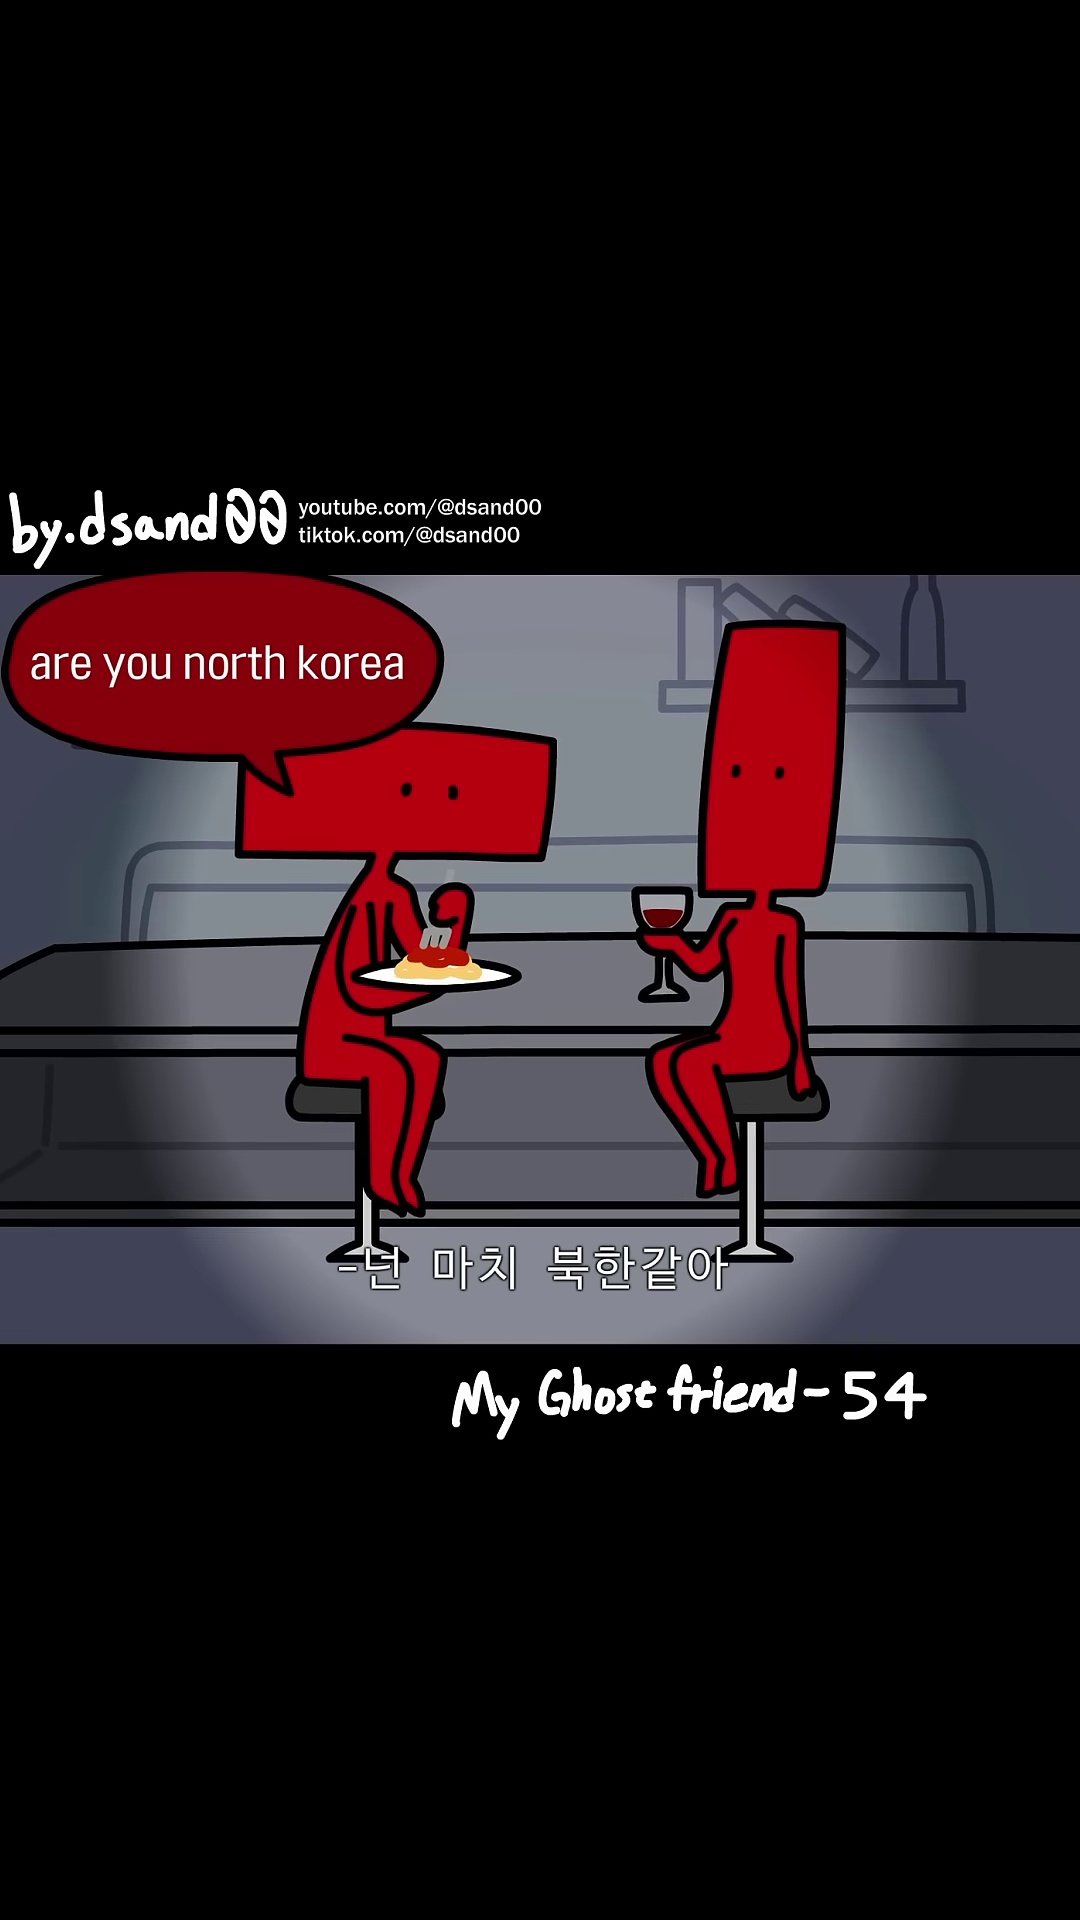 by.dsand00
youtube.com/@dsand00
tiktok.com/@dsand00
are you north korea
-넌 마치 북한같아
My Ghost friend-54